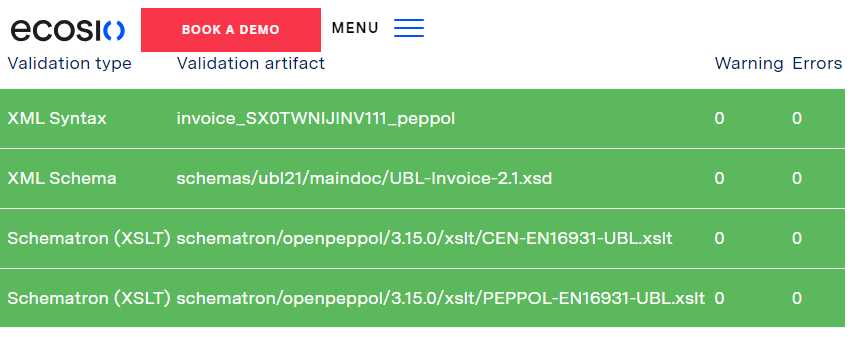 ecosio BOOK A DEMO MENU
Validation type Validation artifact Warning Errors
XML Syntax invoice_SX0TWNIJINV111_peppol 0 0
XML Schema schemas/ubl21/maindoc/UBL-Invoice-2.1.xsd 0 0
Schematron (XSLT) schematron/openpeppol/3.15.0/xslt/CEN-EN16931-UBL.xslt 0 0
Schematron (XSLT) schematron/openpeppol/3.15.0/xslt/PEPPOL-EN16931-UBL.xslt 0 0